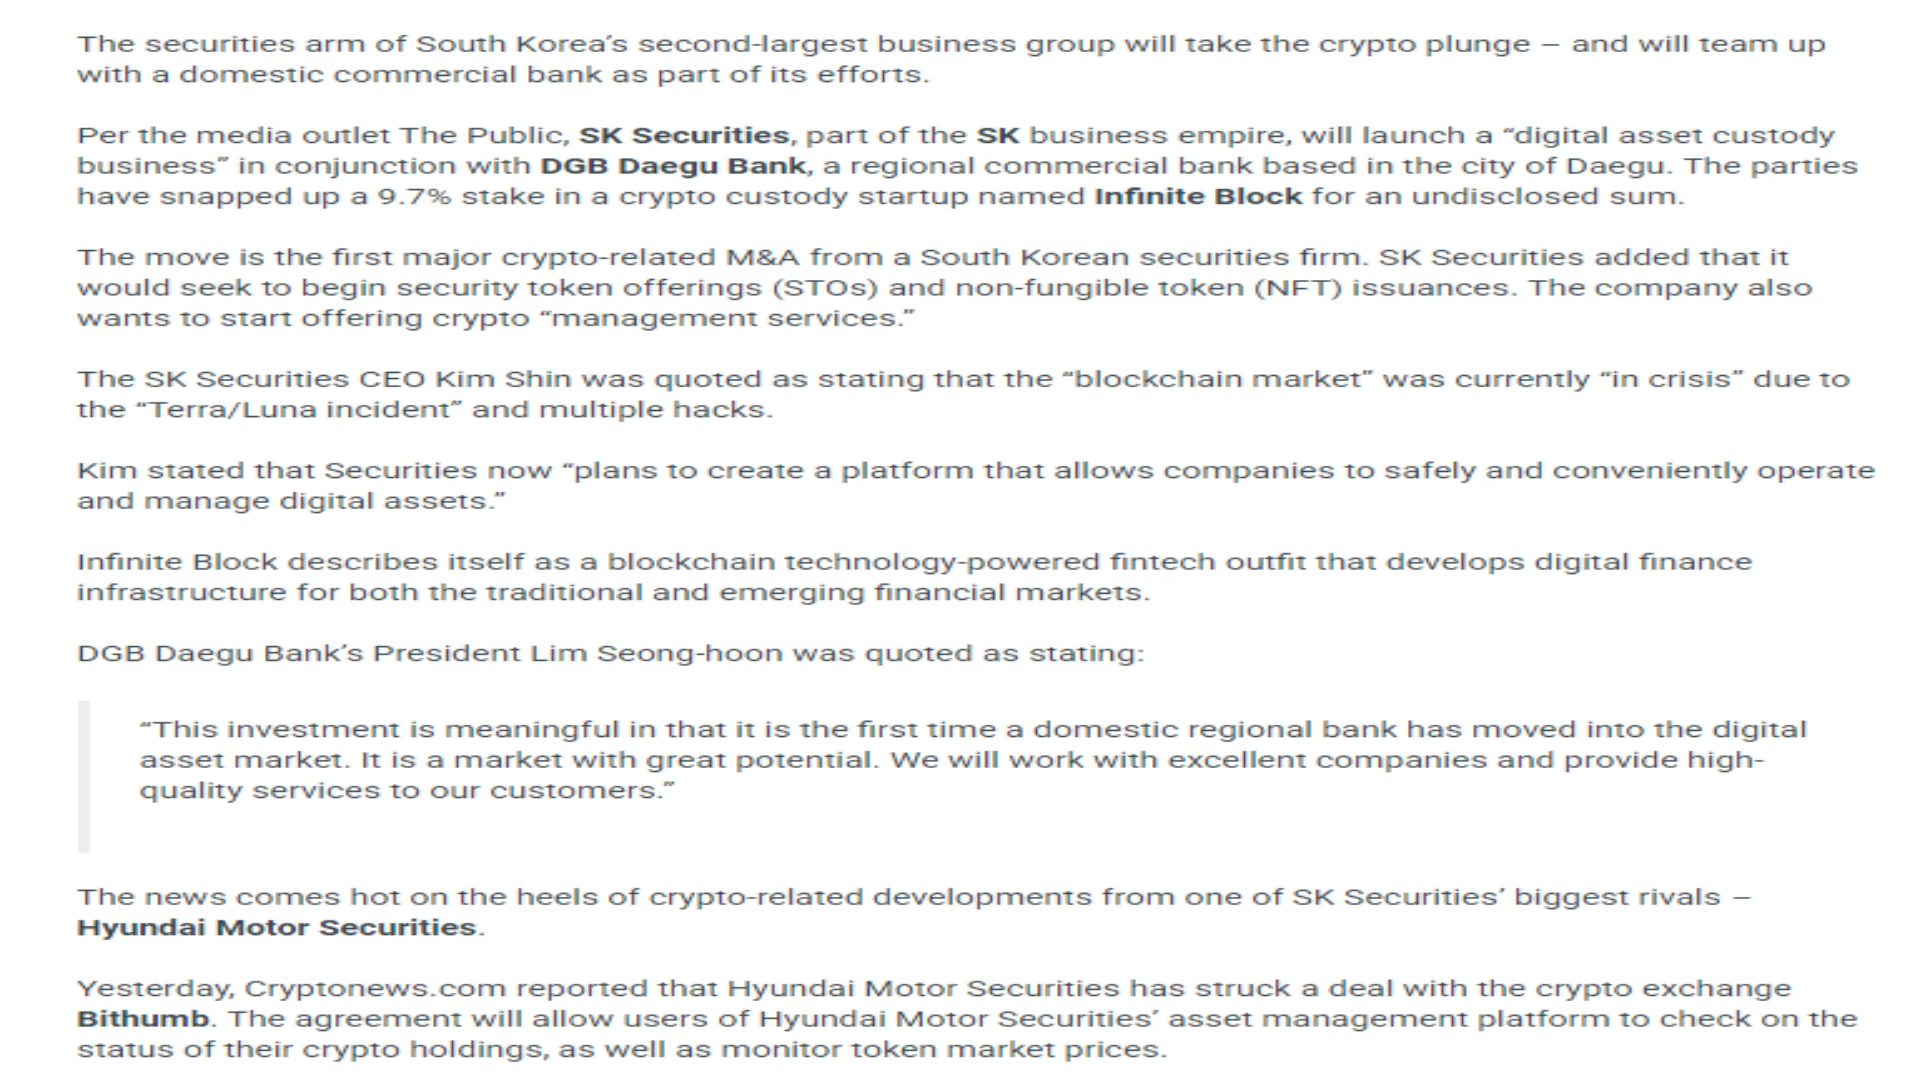 The securities arm of South Korea’s second-largest business group will take the crypto plunge – and will team up
with a domestic commercial bank as part of its efforts.
Per the media outlet The Public, SK Securities, part of the SK business empire, will launch a “digital asset custody
business” in conjunction with DGB Daegu Bank, a regional commercial bank based in the city of Daegu. The parties
have snapped up a 9.7% stake in a crypto custody startup named Infinite Block for an undisclosed sum.
The move is the first major crypto-related M&A from a South Korean securities firm. SK Securities added that it
would seek to begin security token offerings (STOs) and non-fungible token (NFT) issuances. The company also
wants to start offering crypto “management services.”
The SK Securities CEO Kim Shin was quoted as stating that the “blockchain market” was currently “in crisis” due to
the “Terra/Luna incident” and multiple hacks.
Kim stated that Securities now “plans to create a platform that allows companies to safely and conveniently operate
and manage digital assets.”
Infinite Block describes itself as a blockchain technology-powered fintech outfit that develops digital finance
infrastructure for both the traditional and emerging financial markets.
DGB Daegu Bank’s President Lim Seong-hoon was quoted as stating:
“This investment is meaningful in that it is the first time a domestic regional bank has moved into the digital
asset market. It is a market with great potential. We will work with excellent companies and provide high-
quality services to our customers.”
The news comes hot on the heels of crypto-related developments from one of SK Securities’ biggest rivals –
Hyundai Motor Securities.
Yesterday, Cryptonews.com reported that Hyundai Motor Securities has struck a deal with the crypto exchange
Bithumb. The agreement will allow users of Hyundai Motor Securities’ asset management platform to check on the
status of their crypto holdings, as well as monitor token market prices.